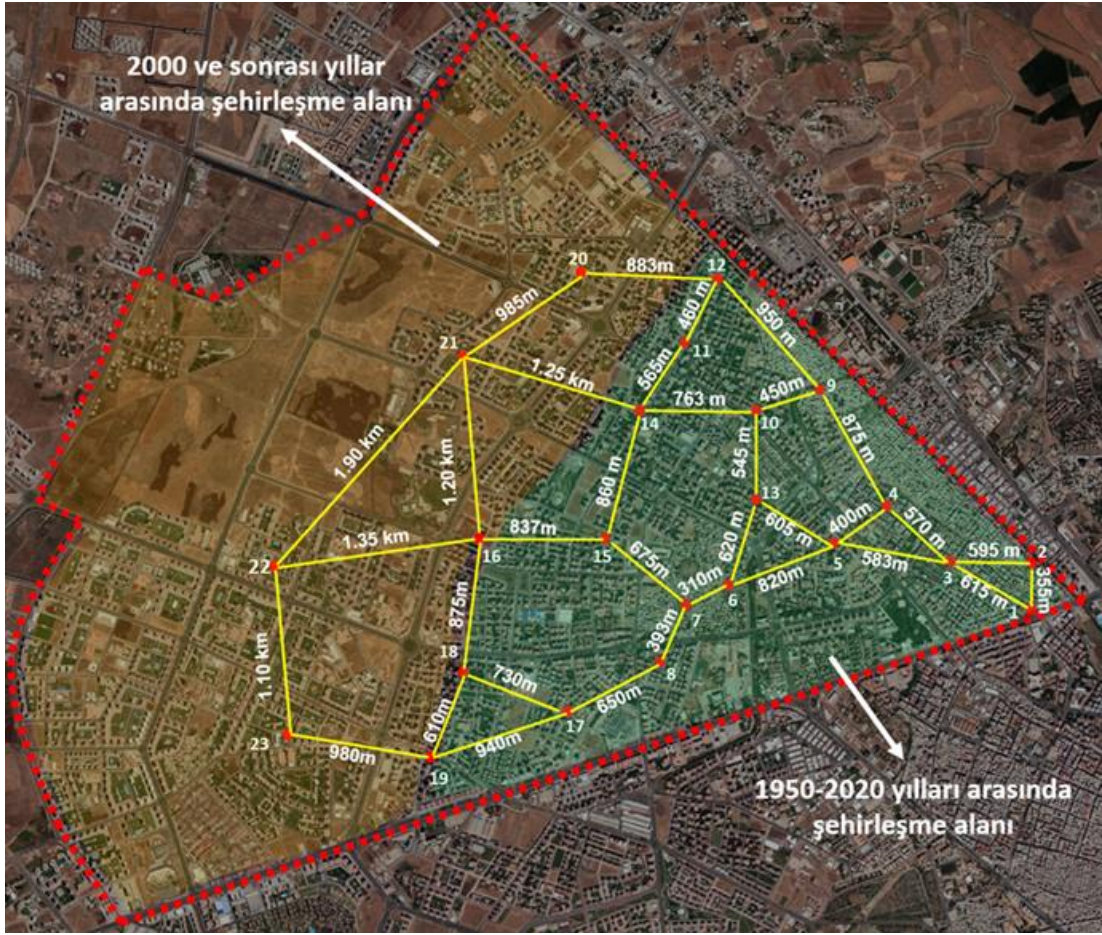 2000 ve sonrası yıllar
arasında şehirleşme alanı
20
883m
12
985m
460 m
950 m
21
11
1.25 km
565m
763 m
450m
9
14
10
875 m
1.90 km
1.20 km
860 m
545 m
13
4
605m
400m
570 m
1.35 km
837m
16
15
675m
620 m
5
583m
3
595 m
2
22
310m
6
820m
615 m
355m
1
875m
7
393m
18
8
1.10 km
730m
650m
610m
17
23
980m
940m
19
1950-2020 yılları arasında
şehirleşme alanı